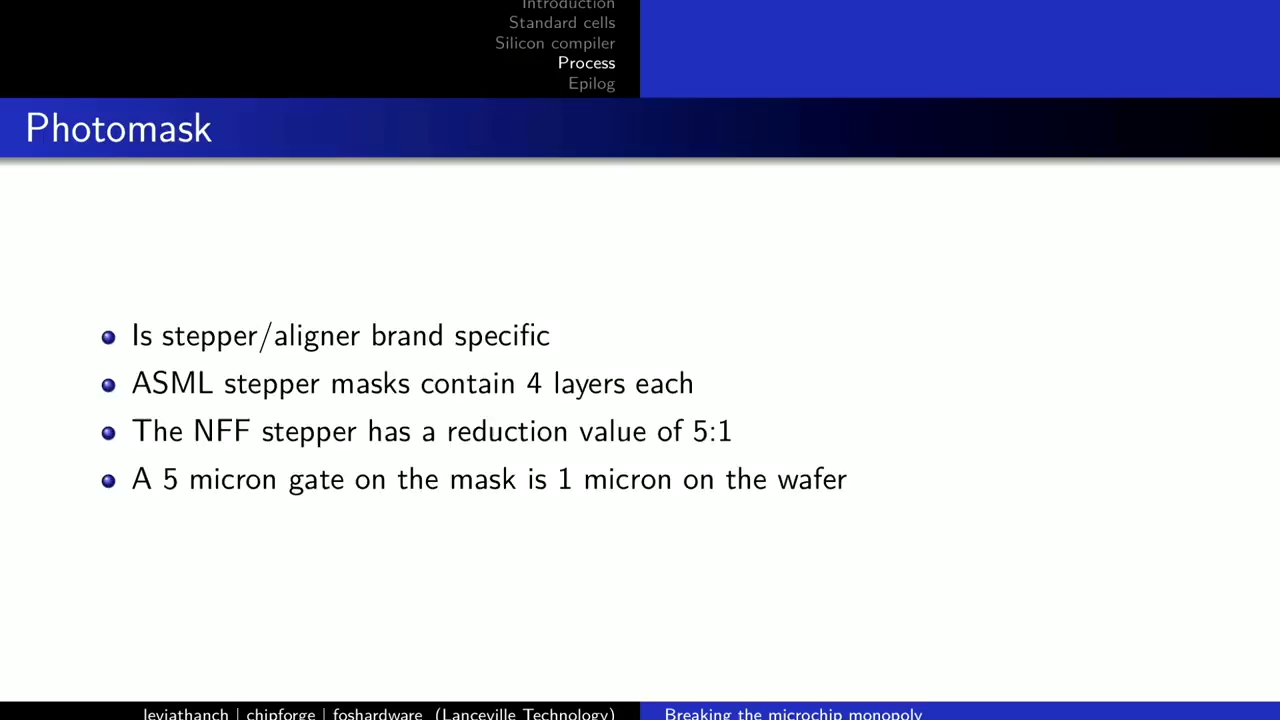 Introduction
Standard cells
Silicon compiler
Process
Epilog
Photomask
Is stepper/aligner brand specific
ASML stepper masks contain 4 layers each
The NFF stepper has a reduction value of 5:1
A 5 micron gate on the mask is 1 micron on the wafer
leviathanch | chipforge | foshardware (Lanceville Technology)
Breaking the microchip monopoly